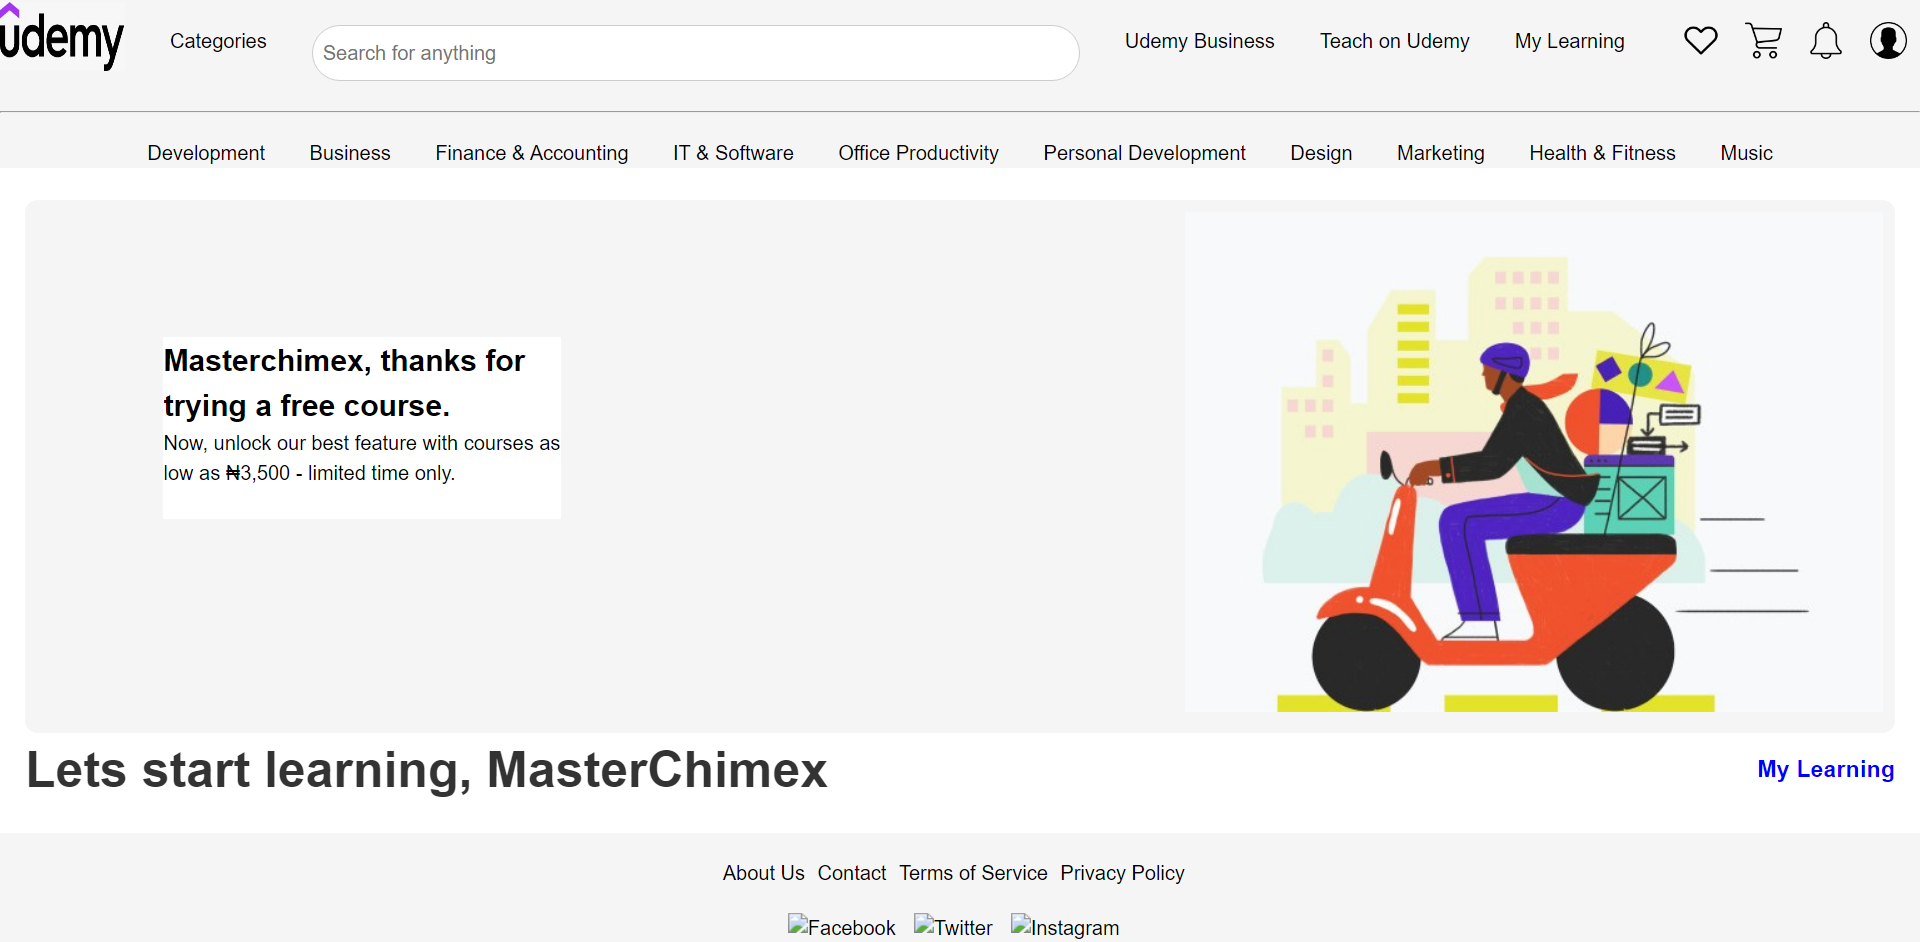 udemy
Categories
Search for anything
Udemy Business
Teach on Udemy
My Learning
Development
Business
Finance & Accounting
IT & Software
Office Productivity
Personal Development
Design
Marketing
Health & Fitness
Music
Masterchimex, thanks for
trying a free course.
Now, unlock our best feature with courses as
low as ₦3,500 - limited time only.
Lets start learning, MasterChimex
My Learning
About Us
Contact
Terms of Service
Privacy Policy
Facebook
Twitter
Instagram